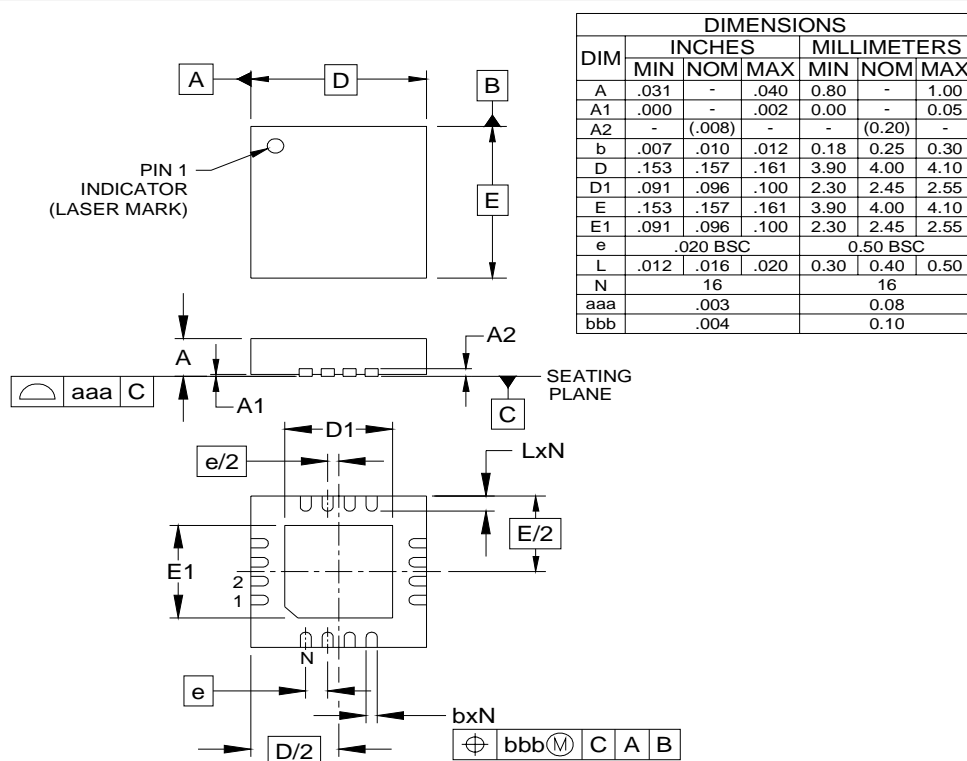 DIMENSIONS
DIM INCHES MILLIMETERS
MIN NOM MAX MIN NOM MAX
A .031 - .040 0.80 - 1.00
A1 .000 - .002 0.00 - 0.05
A2 - (.008) - - (0.20) -
b .007 .010 .012 0.18 0.25 0.30
D .153 .157 .161 3.90 4.00 4.10
D1 .091 .096 .100 2.30 2.45 2.55
E .153 .157 .161 3.90 4.00 4.10
E1 .091 .096 .100 2.30 2.45 2.55
e .020 BSC 0.50 BSC
L .012 .016 .020 0.30 0.40 0.50
N 16 16
aaa .003 0.08
bbb .004 0.10
A D
B
PIN 1
INDICATOR
(LASER MARK)
E
A2
A
SEATING
PLANE
aaa C
A1
C
D1
e/2
LxN
E/2
E1
2
1
N
e
bxN
D/2
bbb Ⓜ C A B